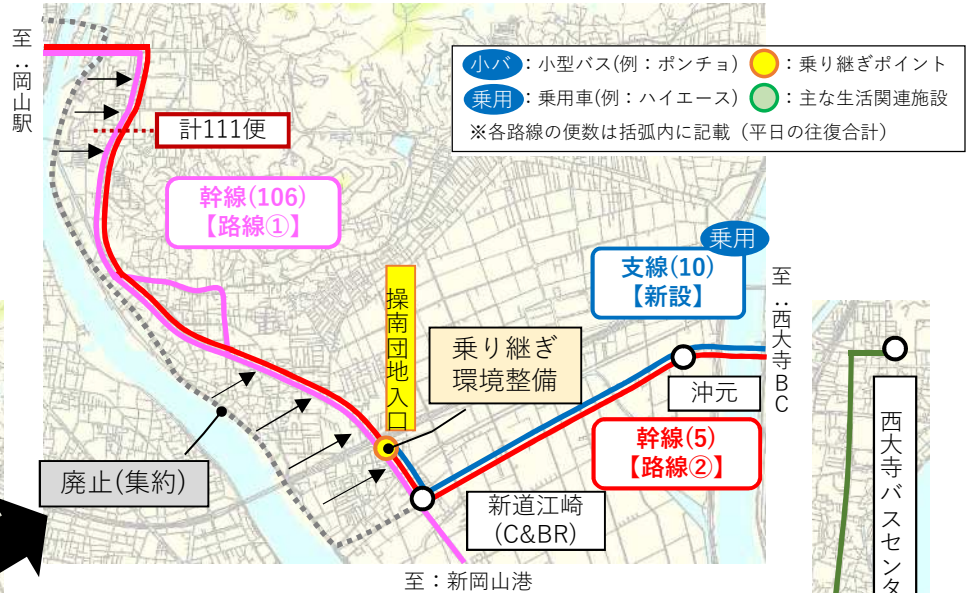 至:岡山駅
小バ:小型バス(例:ポンチョ) :乗り継ぎポイント
乗用:乗用車(例:ハイエース) :主な生活関連施設
※各路線の便数は括弧内に記載(平日の往復合計)
計111便
幹線(106)
【路線①】
乗用
支線(10)
【新設】
至:西大寺BC
操南団地入口
乗り継ぎ
環境整備
沖元
幹線(5)
【路線②】
廃止(集約)
新道江崎
(C&BR)
至:新岡山港
西大寺バスセンタ